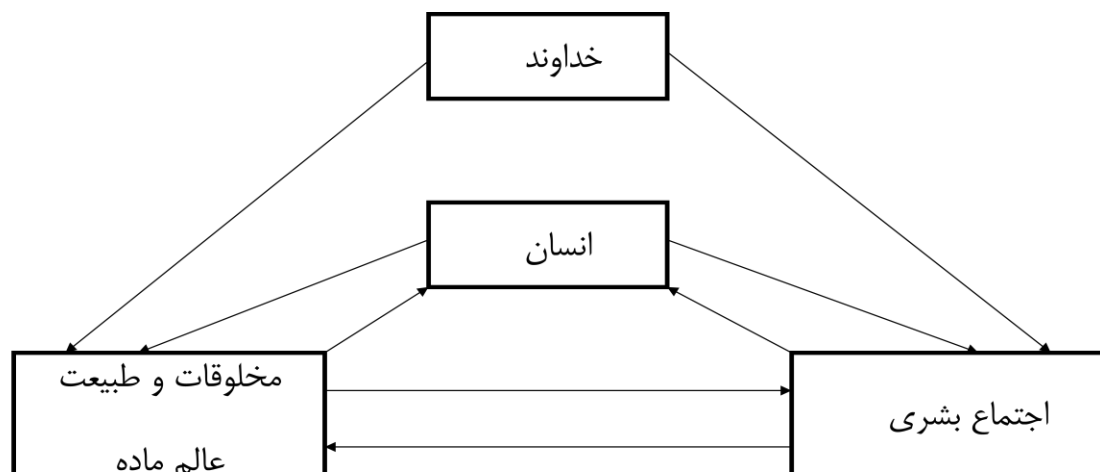 خداوند
انسان
مخلوقات و طبیعت
عالم ماده
اجتماع بشری